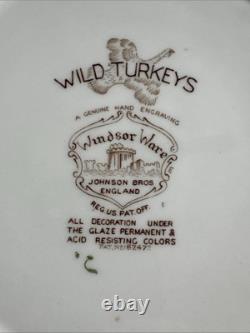 WILD TURKEYS
A GENUINE HAND ENGRAVING
Windsor Ware
JOHNSON BROS
ENGLAND
REG. US. PAT. OFF.
ALL DECORATION UNDER
THE GLAZE PERMANENT &
ACID RESISTING COLORS